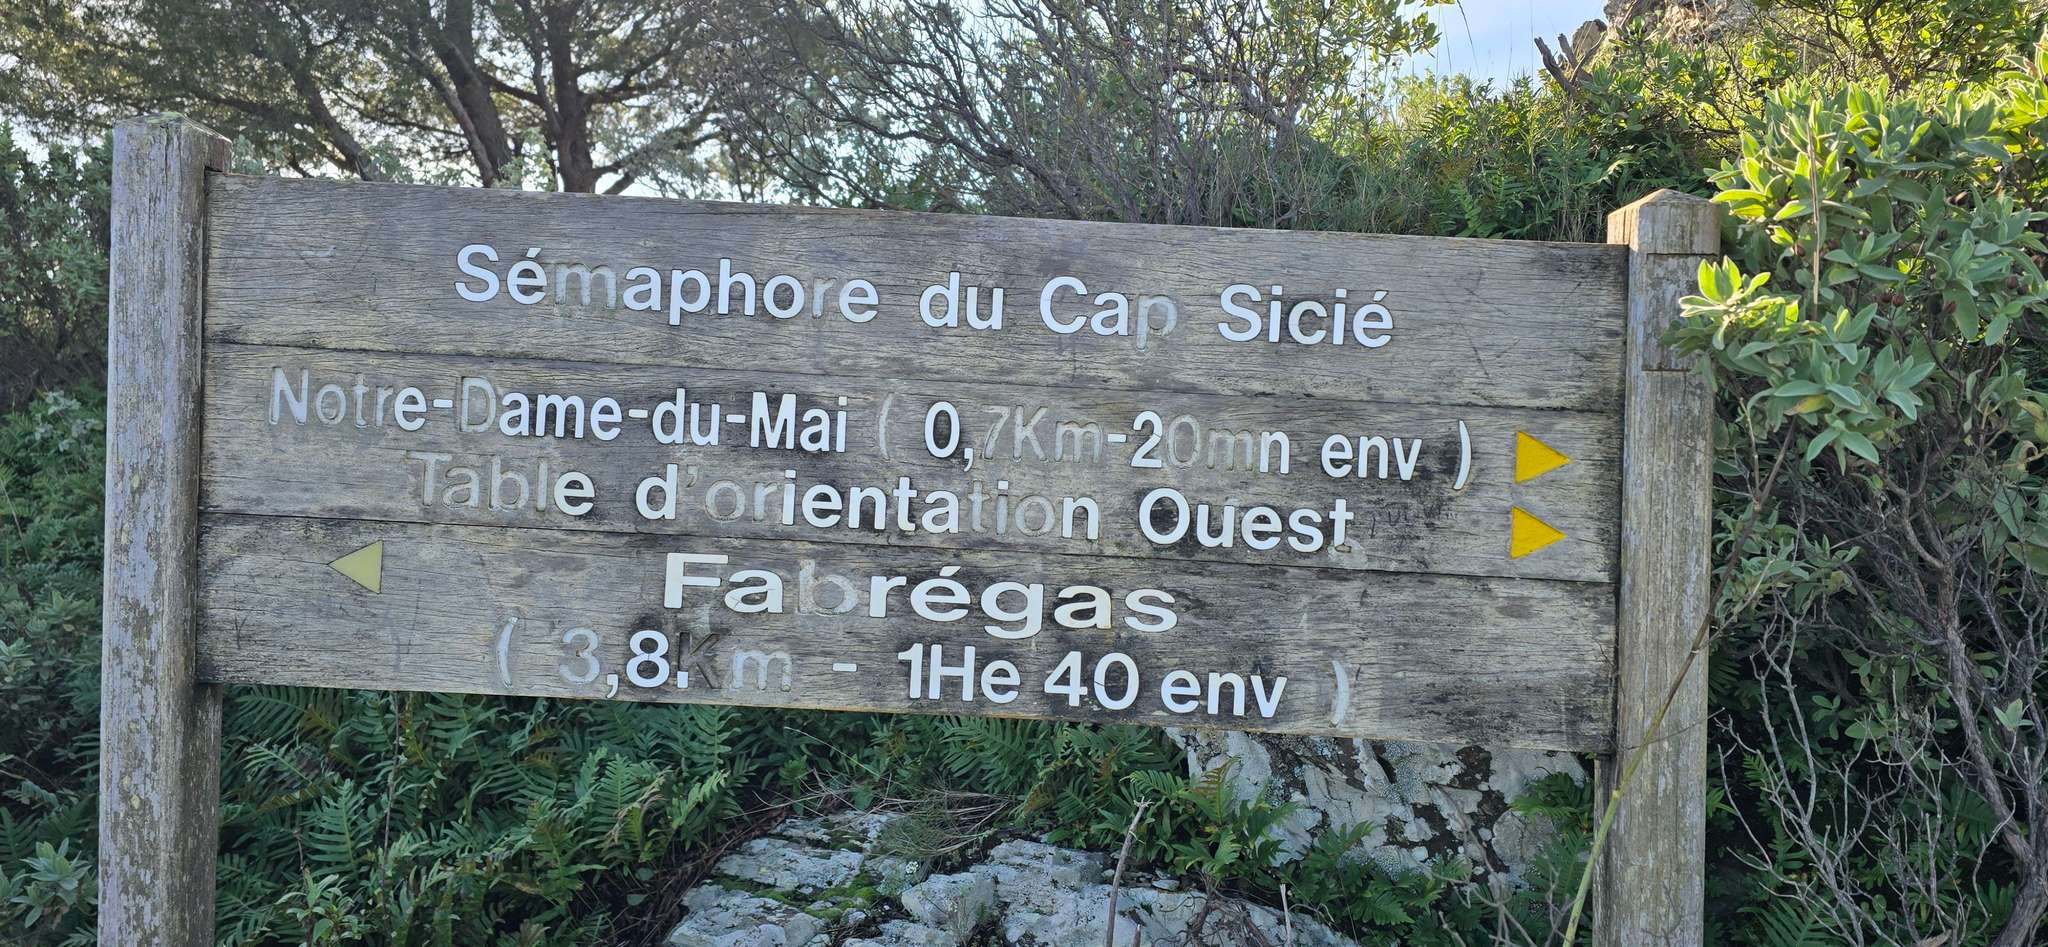 Sémaphore du Cap Sicié
Notre-Dame-du-Mai ( 0,7Km-20mn env )
Table d'orientation Ouest
Fabrégas
( 3,8Km - 1He 40 env )